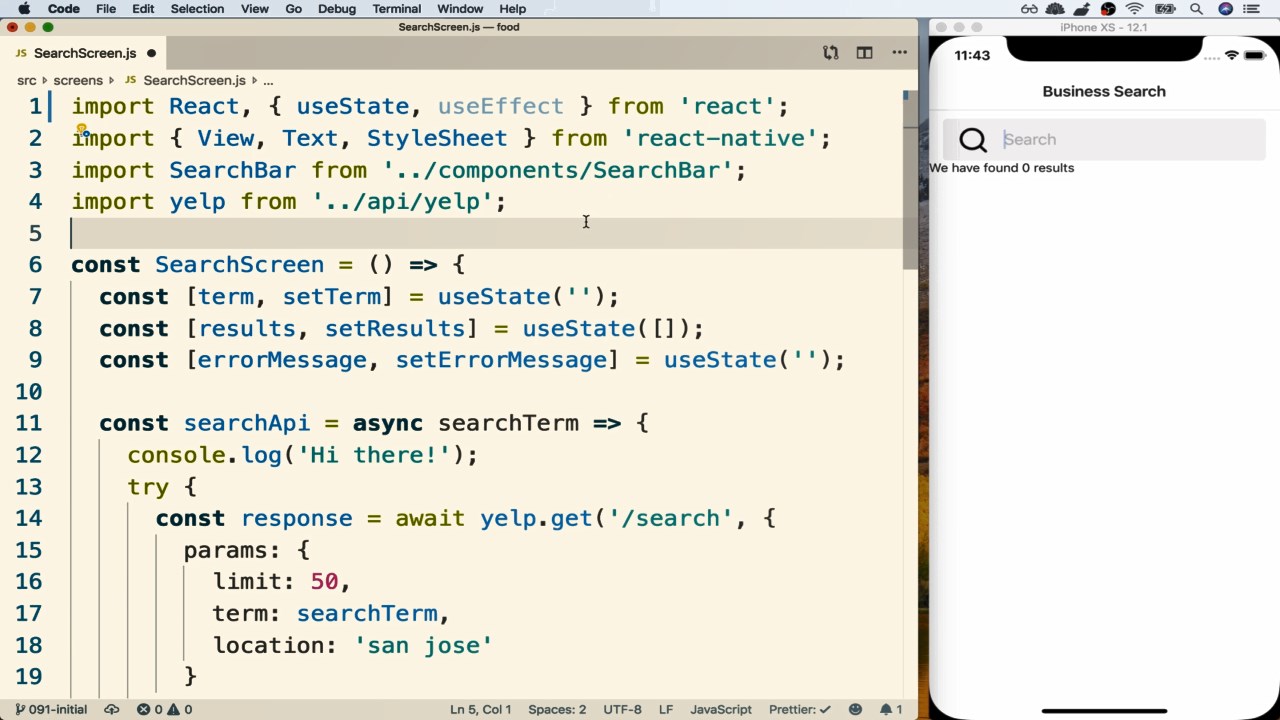 Code File Edit Selection View Go Debug Terminal Window Help
SearchScreen.js — food
JS SearchScreen.js
src screens JS SearchScreen.js ...
1 import React, { useState, useEffect } from 'react';
2 import { View, Text, StyleSheet } from 'react-native';
3 import SearchBar from '../components/SearchBar';
4 import yelp from '../api/yelp';
5
6 const SearchScreen = () => {
7 const [term, setTerm] = useState('');
8 const [results, setResults] = useState([]);
9 const [errorMessage, setErrorMessage] = useState('');
10
11 const searchApi = async searchTerm => {
12 console.log('Hi there!');
13 try {
14 const response = await yelp.get('/search', {
15 params: {
16 limit: 50,
17 term: searchTerm,
18 location: 'san jose'
19 }
091-initial 0 0 Ln 5, Col 1 Spaces: 2 UTF-8 LF JavaScript Prettier: ✓ 1
iPhone XS - 12.1
11:43
Business Search
Search
We have found 0 results